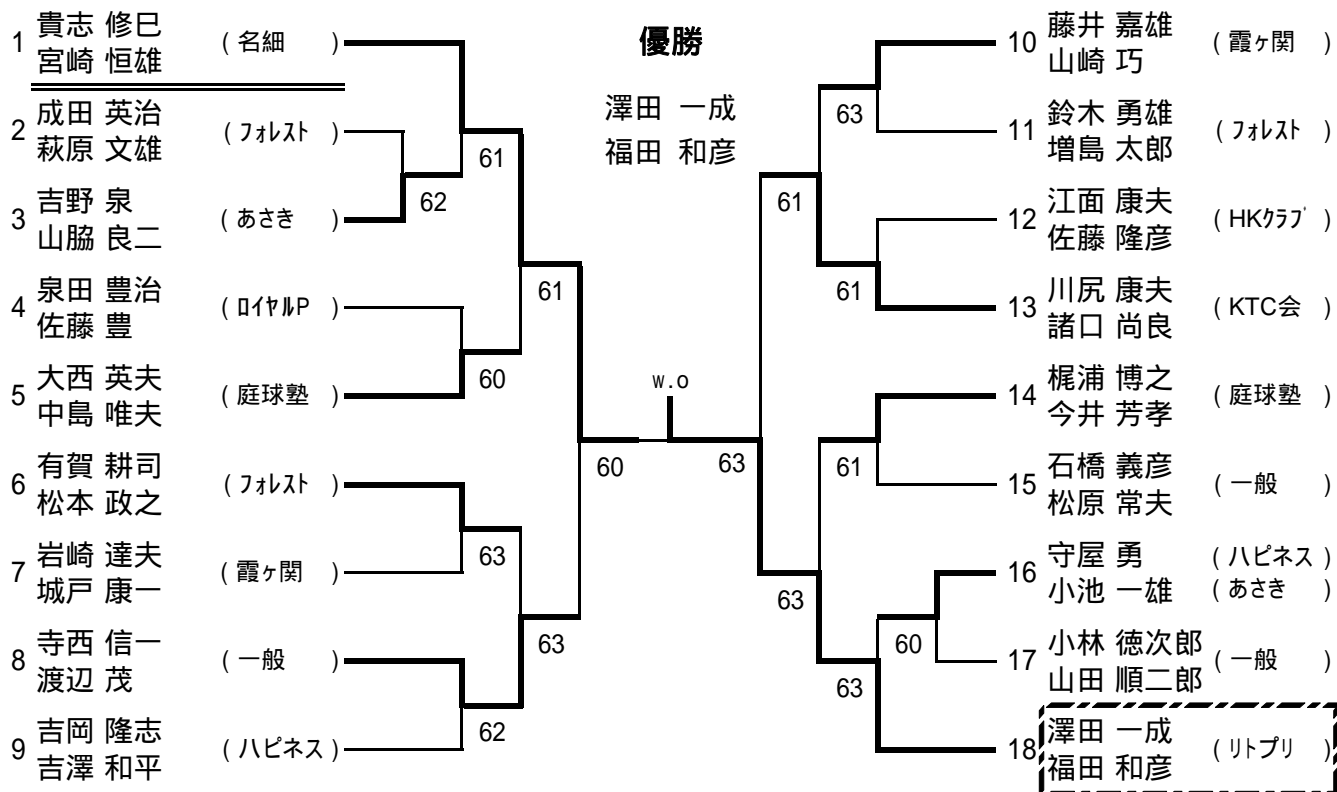 優勝
澤田 一成
福田 和彦
1 貴志 修巳 ( 名細 )
宮崎 恒雄
2 成田 英治 ( フォレスト )
萩原 文雄
3 吉野 泉 ( あさき )
山脇 良二
4 泉田 豊治 ( ロイヤルP )
佐藤 豊
5 大西 英夫 ( 庭球塾 )
中島 唯夫
6 有賀 耕司 ( フォレスト )
松本 政之
7 岩崎 達夫 ( 霞ヶ関 )
城戸 康一
8 寺西 信一 ( 一般 )
渡辺 茂
9 吉岡 隆志 ( ハピネス )
吉澤 和平
61
62
61
60
60
63
63
62
w.o
63
63
61
61
61
63
60
63
10 藤井 嘉雄 ( 霞ヶ関 )
山崎 巧
11 鈴木 勇雄 ( フォレスト )
増島 太郎
12 江面 康夫 ( HKクラブ )
佐藤 隆彦
13 川尻 康夫 ( KTC会 )
諸口 尚良
14 梶浦 博之 ( 庭球塾 )
今井 芳孝
15 石橋 義彦 ( 一般 )
松原 常夫
16 守屋 勇 ( ハピネス )
小池 一雄 ( あさき )
17 小林 徳次郎 ( 一般 )
山田 順二郎
18 澤田 一成 ( リトプリ )
福田 和彦